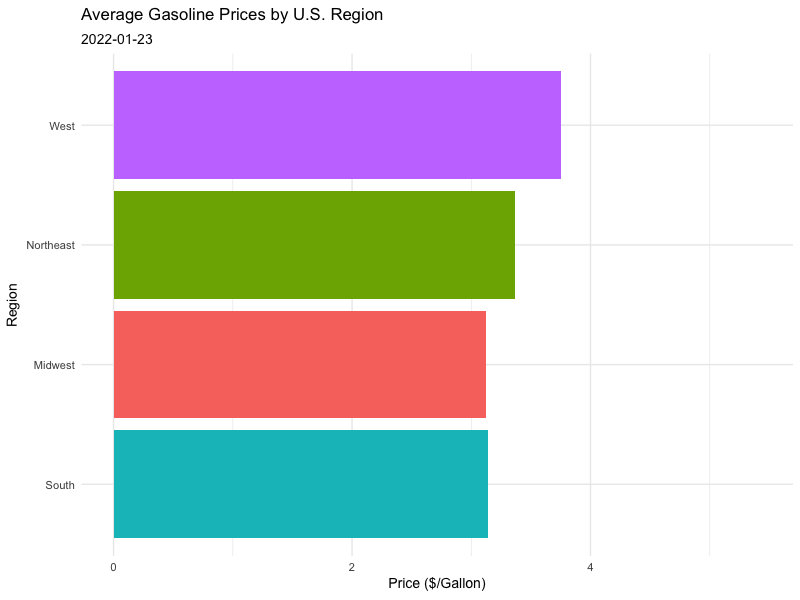 Average Gasoline Prices by U.S. Region
2022-01-23
West
Northeast
Midwest
South
Region
0 2 4
Price ($/Gallon)